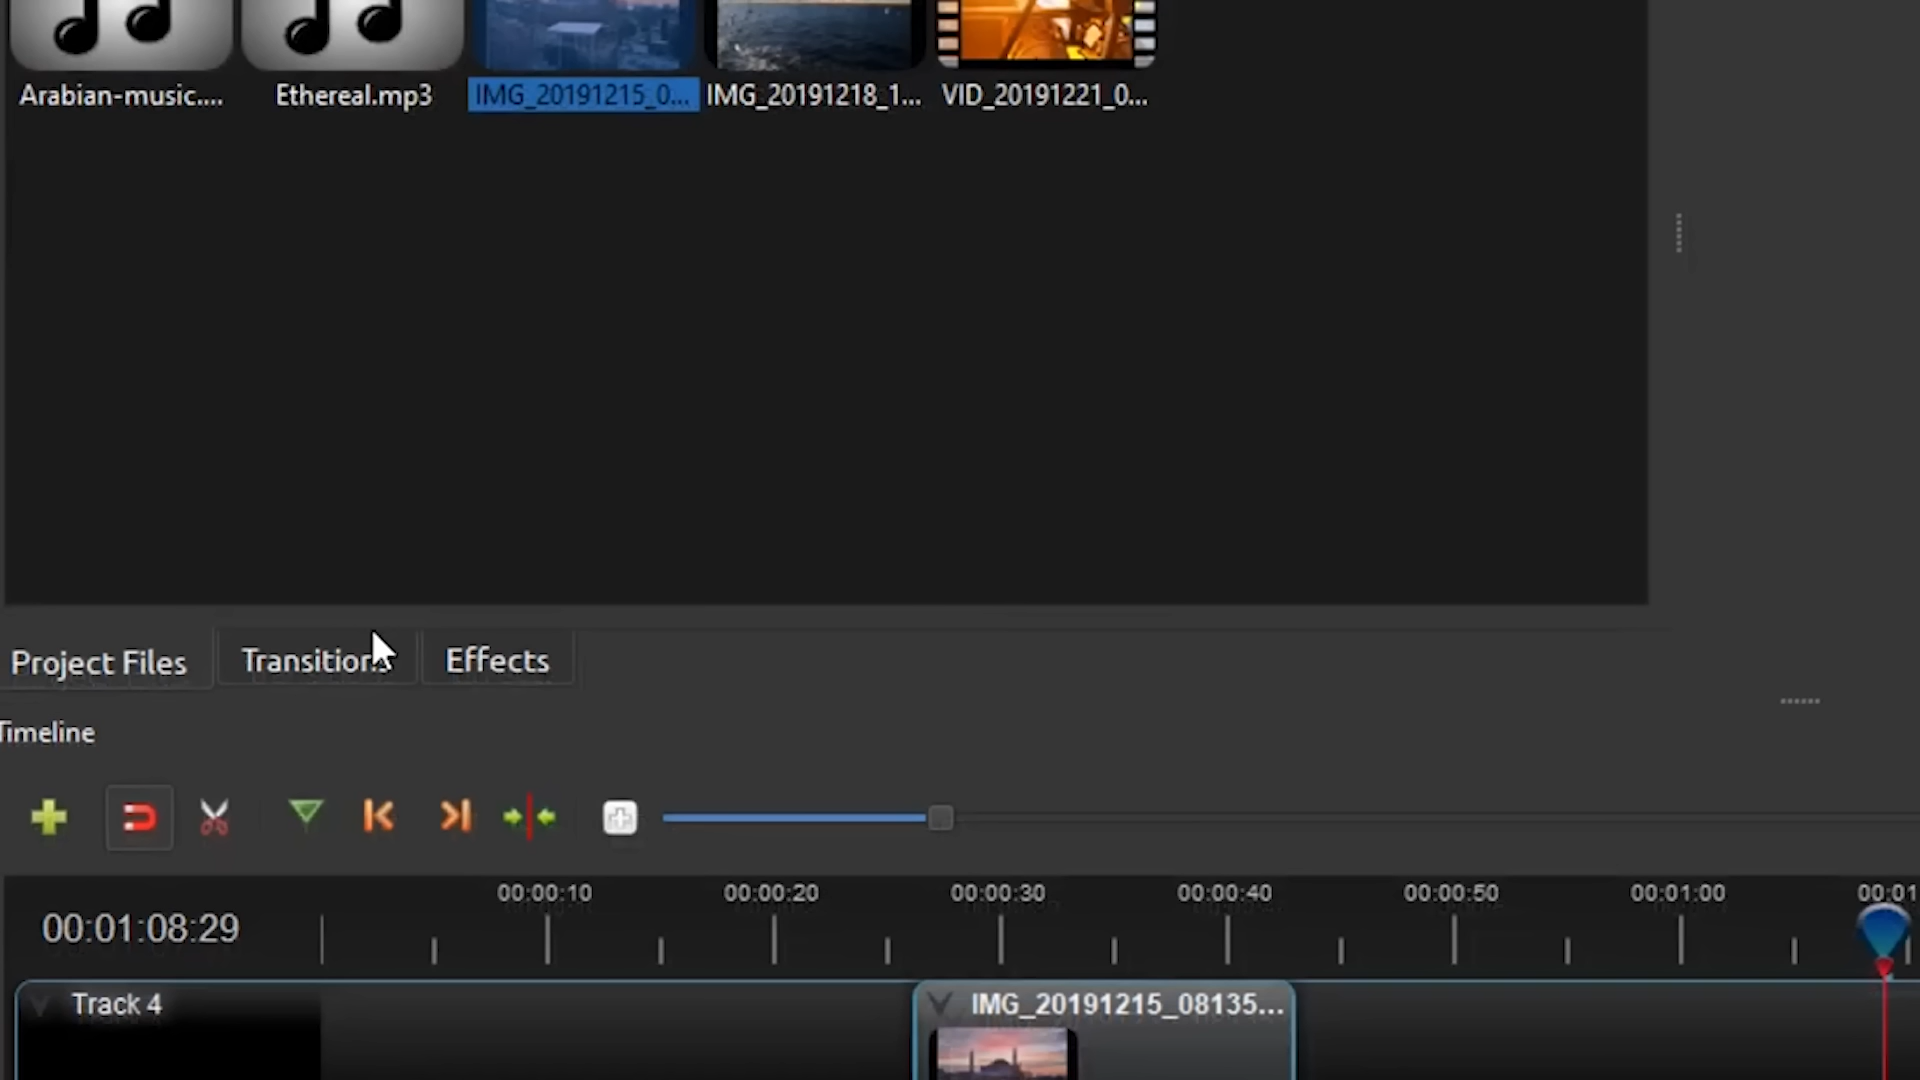 Arabian-music.... Ethereal.mp3 IMG_20191215_0... IMG_20191218_1... VID_20191221_0...
Project Files Transitions Effects
Timeline
00:00:10 00:00:20 00:00:30 00:00:40 00:00:50 00:01:00 00:01
00:01:08:29
Track 4 IMG_20191215_08135...